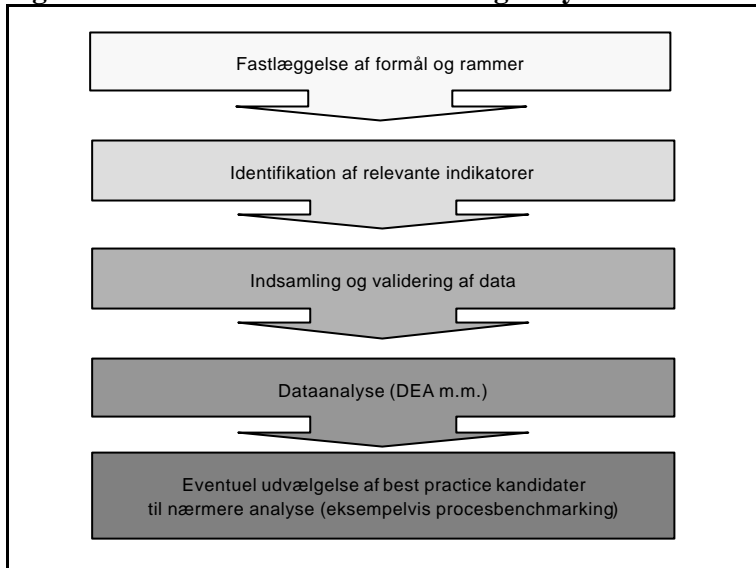 Fastlæggelse af formål og rammer
Identifikation af relevante indikatorer
Indsamling og validering af data
Dataanalyse (DEA m.m.)
Eventuel udvælgelse af best practice kandidater
til nærmere analyse (eksempelvis procesbenchmarking)